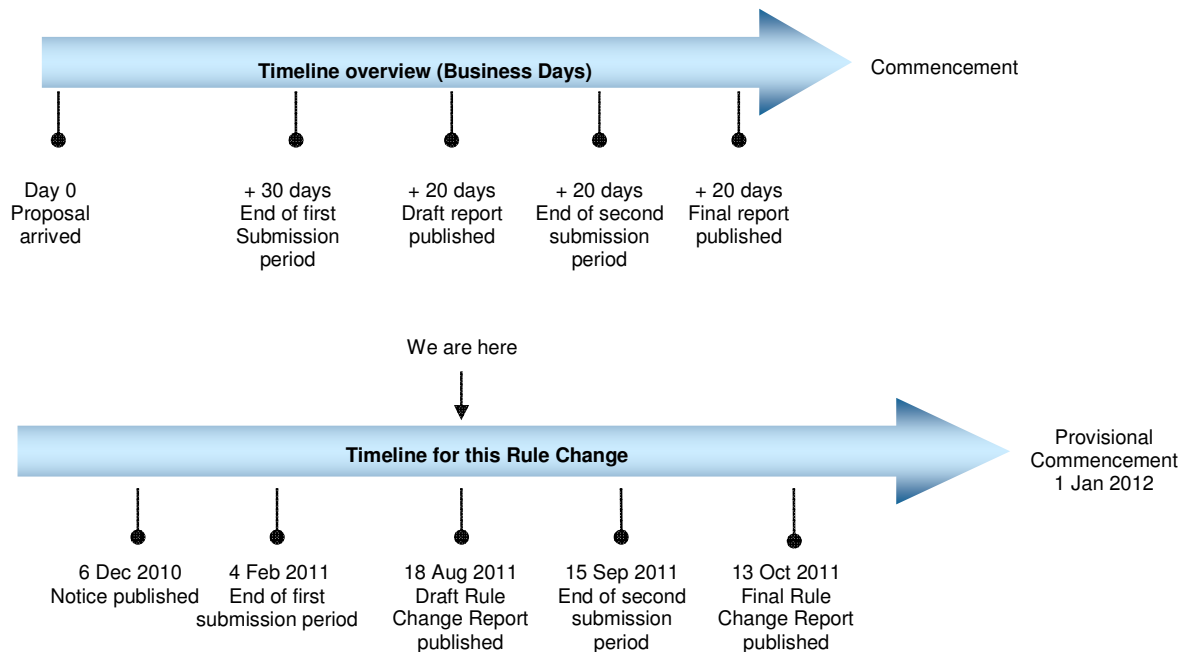 Timeline overview (Business Days)
Commencement
Day 0
Proposal
arrived
+ 30 days
End of first
Submission
period
+ 20 days
Draft report
published
+ 20 days
End of second
submission
period
+ 20 days
Final report
published
We are here
Timeline for this Rule Change
Provisional
Commencement
1 Jan 2012
6 Dec 2010
Notice published
4 Feb 2011
End of first
submission period
18 Aug 2011
Draft Rule
Change Report
published
15 Sep 2011
End of second
submission
period
13 Oct 2011
Final Rule
Change Report
published